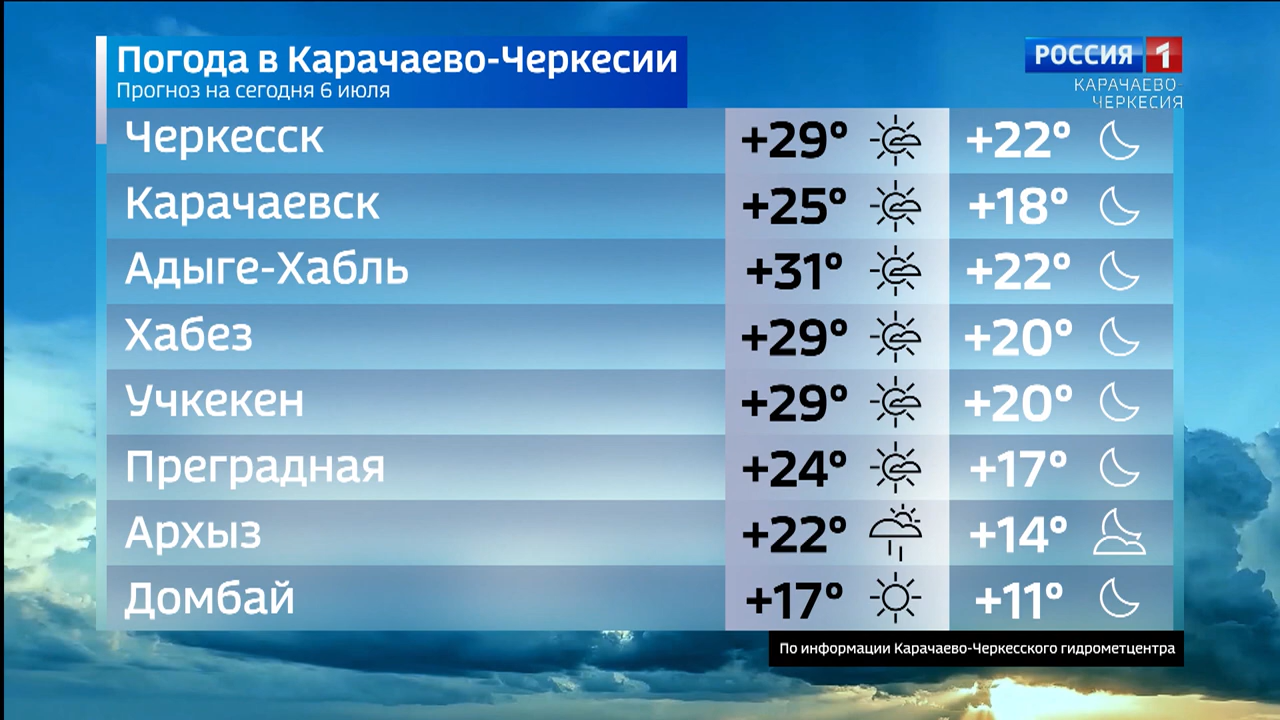 Погода в Карачаево-Черкесии
Прогноз на сегодня 6 июля
РОССИЯ 1
КАРАЧАЕВО-
ЧЕРКЕСИЯ
Черкесск +29° +22°
Карачаевск +25° +18°
Адыге-Хабль +31° +22°
Хабез +29° +20°
Учкекен +29° +20°
Преградная +24° +17°
Архыз +22° +14°
Домбай +17° +11°
По информации Карачаево-Черкесского гидрометцентра